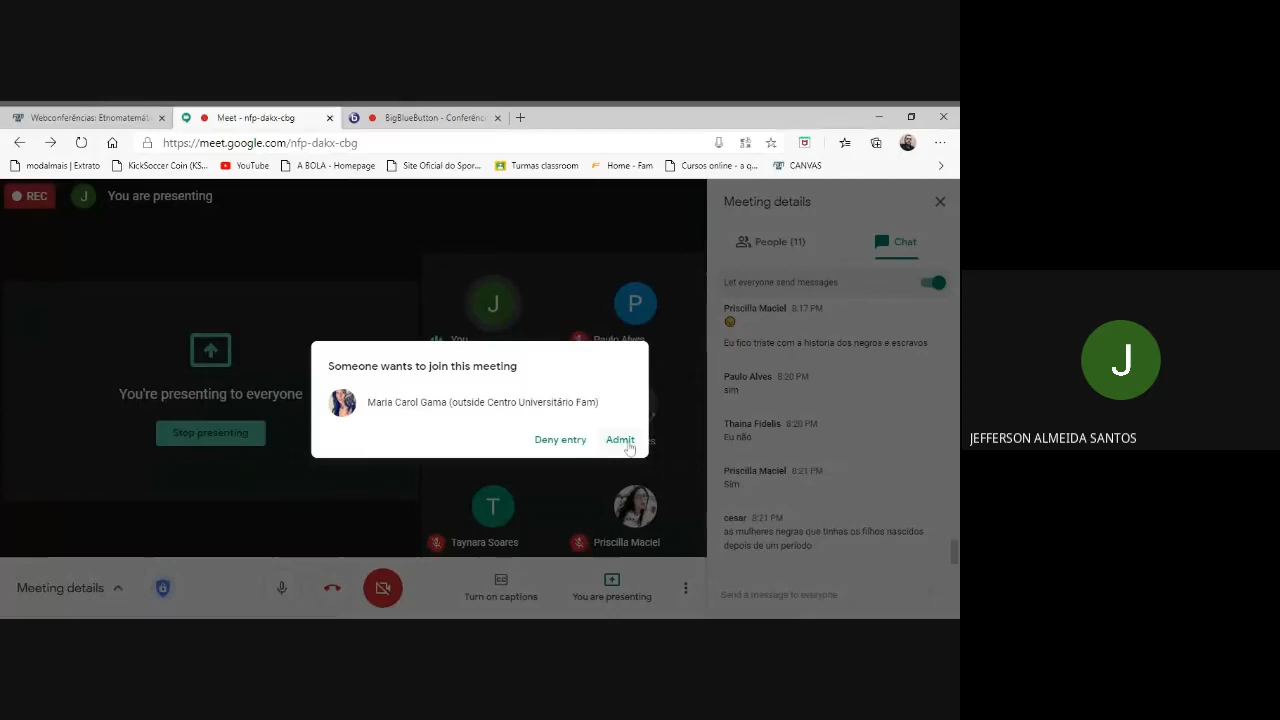 Webconferências: Etnomatemáti
Meet - nfp-dakx-cbg
BigBlueButton - Conferênc
https://meet.google.com/nfp-dakx-cbg
modalmais | Extrato
KickSoccer Coin (KS...
YouTube
A BOLA - Homepage
Site Oficial do Spor...
Turmas classroom
Home - Fam
Cursos online - a q...
CANVAS
REC
J
You are presenting
Meeting details
People (11)
Chat
Let everyone send messages
Priscilla Maciel 8:17 PM
Eu fico triste com a historia dos negros e escravos
Paulo Alves 8:20 PM
sim
Thaina Fidelis 8:20 PM
Eu não
Priscilla Maciel 8:21 PM
Sim
cesar 8:21 PM
as mulheres negras que tinhas os filhos nascidos
depois de um período
Send a message to everyone
You're presenting to everyone
Stop presenting
J
You
P
Paulo Alves
Someone wants to join this meeting
Maria Carol Gama (outside Centro Universitário Fam)
Deny entry
Admit
T
Taynara Soares
Priscilla Maciel
Meeting details
CC
Turn on captions
You are presenting
J
JEFFERSON ALMEIDA SANTOS